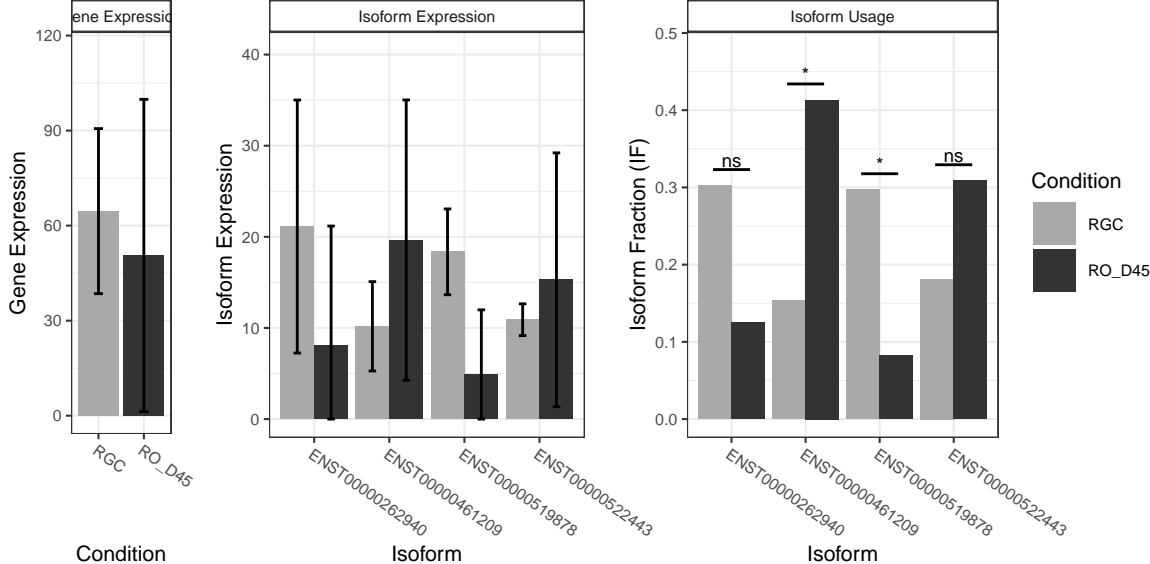 ene Expressio
Gene Expression
120
90
60
30
0
RGC
RO_D45
Condition
Isoform Expression
Isoform Expression
40
30
20
10
0
ENST00000262940
ENST00000461209
ENST00000519878
ENST00000522443
Isoform
Isoform Usage
Isoform Fraction (IF)
0.5
0.4
0.3
0.2
0.1
0.0
ns
*
*
ns
ENST00000262940
ENST00000461209
ENST00000519878
ENST00000522443
Isoform
Condition
RGC
RO_D45